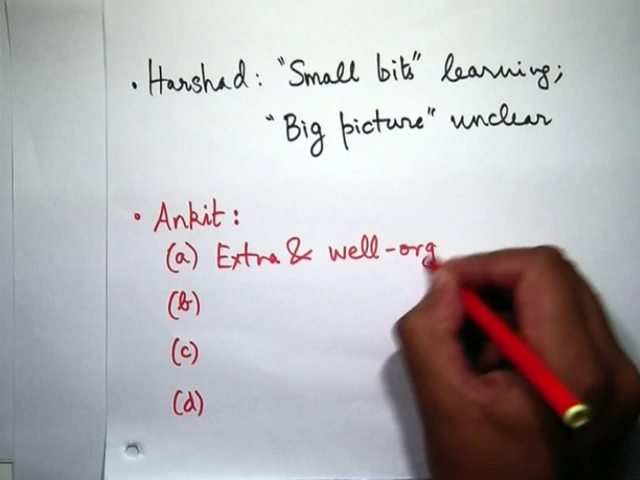 • Harshad: "Small bits" learning;
"Big picture" unclear
• Ankit:
(a) Extra & well-org
(b)
(c)
(d)